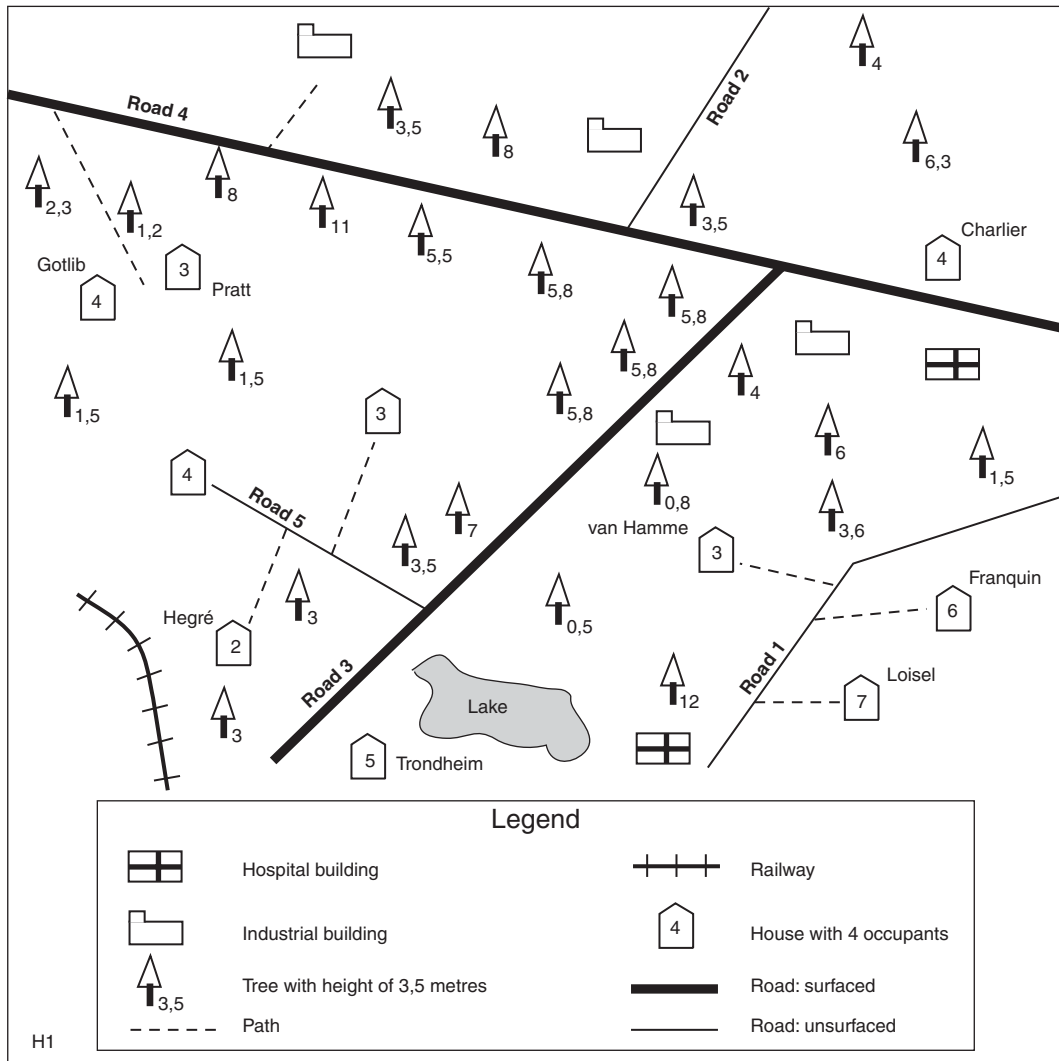 4
Road 4
Road 2
3,5
8
6,3
2,3
1,2
8
11
3,5
5,5
Charlier
4
Gotlib
4
3
Pratt
5,8
5,8
1,5
5,8
4
1,5
5,8
3
6
1,5
4
Road 5
7
0,8
3,6
3,5
van Hamme
3
Franquin
6
3
0,5
Hegré
2
Road 3
Road 1
Loisel
7
12
Lake
3
5
Trondheim
Legend
Hospital building
Railway
Industrial building
4
House with 4 occupants
3,5
Tree with height of 3,5 metres
Road: surfaced
Path
Road: unsurfaced
H1